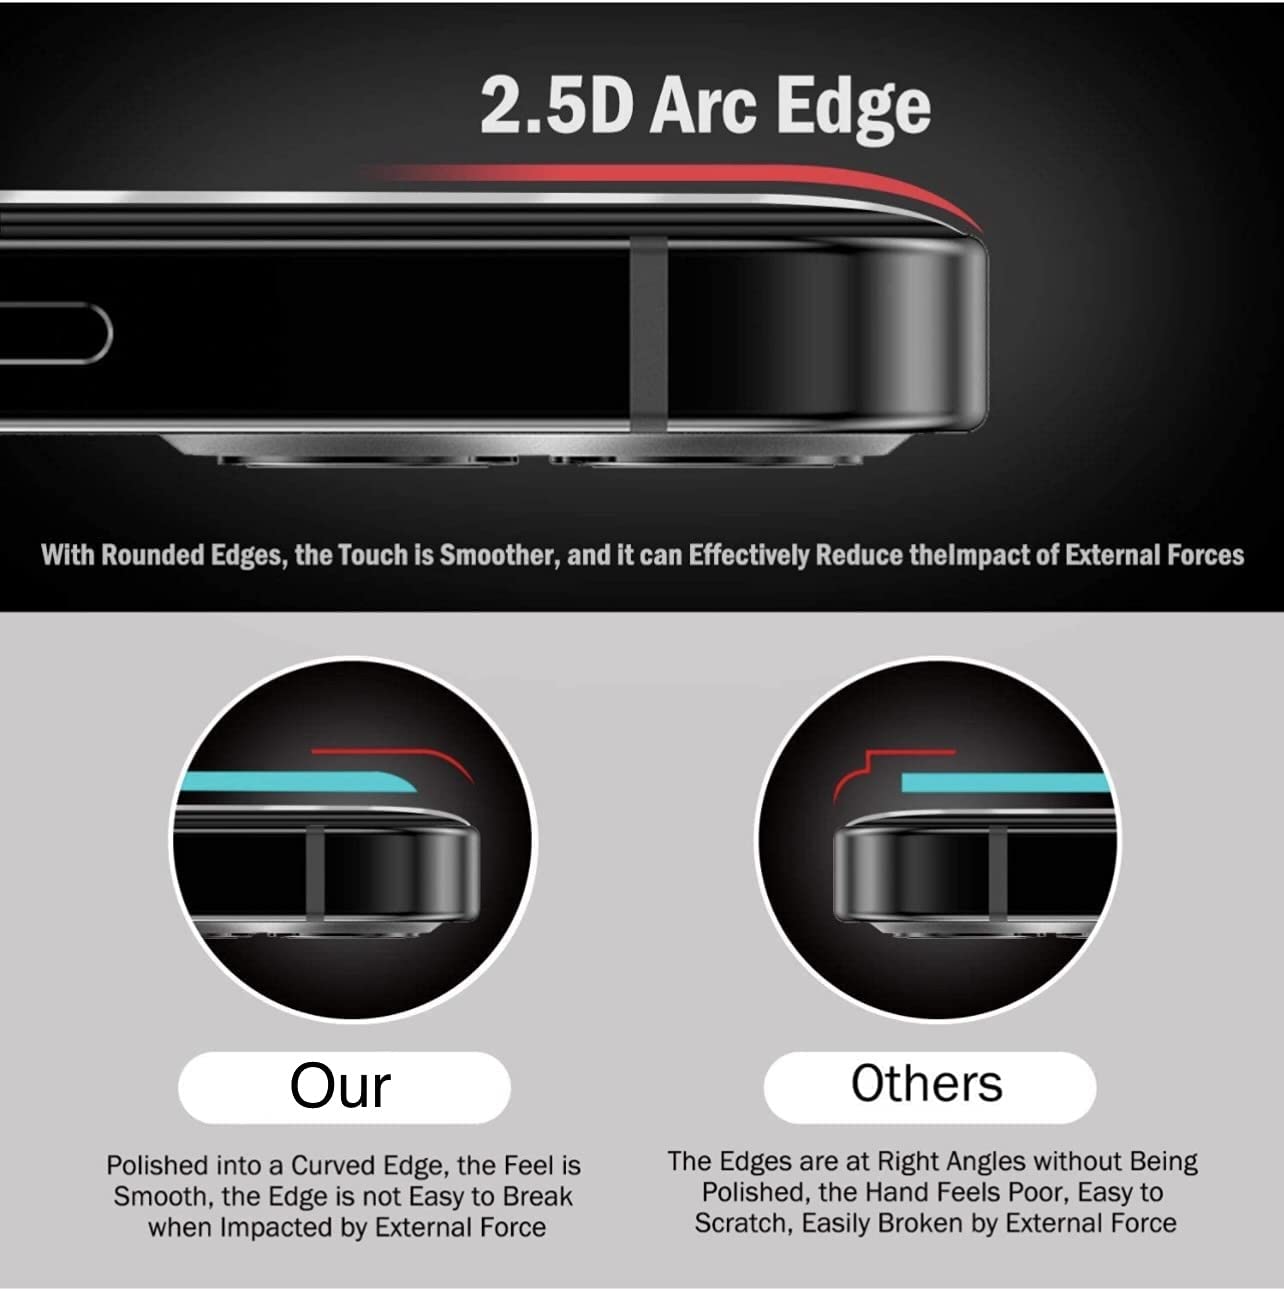 2.5D Arc Edge
With Rounded Edges, the Touch is Smoother, and it can Effectively Reduce theImpact of External Forces
Our
Polished into a Curved Edge, the Feel is
Smooth, the Edge is not Easy to Break
when Impacted by External Force
Others
The Edges are at Right Angles without Being
Polished, the Hand Feels Poor, Easy to
Scratch, Easily Broken by External Force